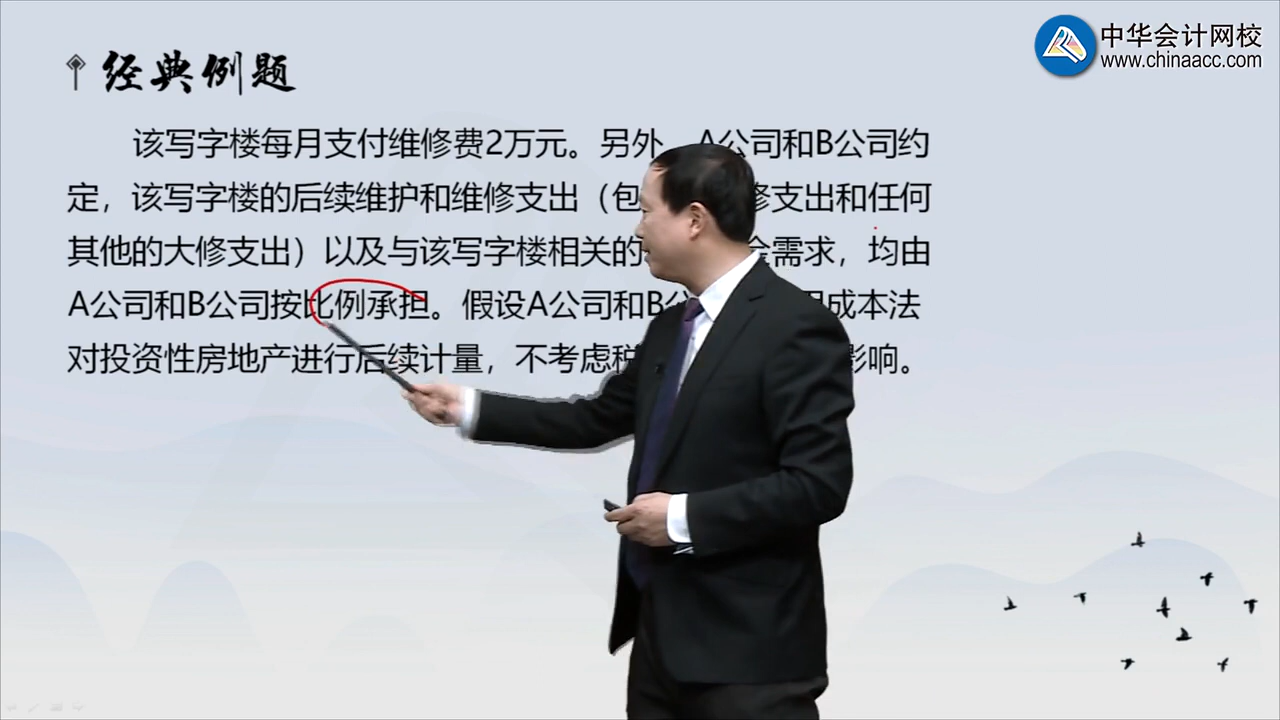 经典例题
中华会计网校
www.chinaacc.com
该写字楼每月支付维修费2万元。另外，A公司和B公司约
定，该写字楼的后续维护和维修支出（包 修支出和任何
其他的大修支出）以及与该写字楼相关的 需求，均由
A公司和B公司按比例承担。假设A公司和B 成本法
对投资性房地产进行后续计量，不考虑税 影响。